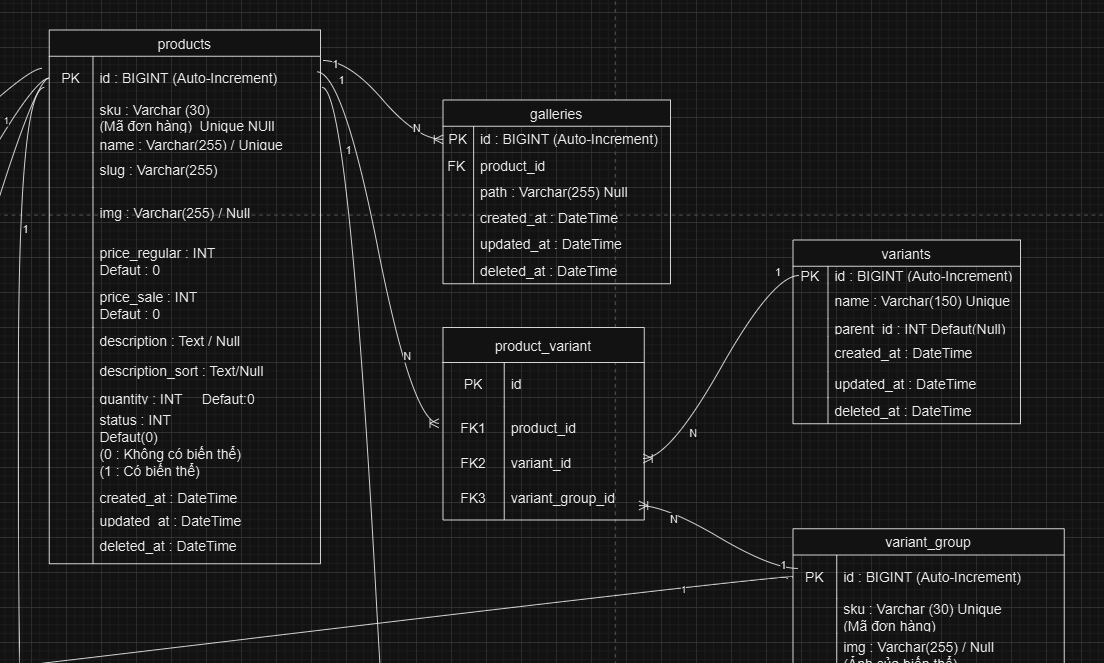 products
PK
id : BIGINT (Auto-Increment)
sku : Varchar (30)
(Mã đơn hàng) Unique NUll
name : Varchar(255) / Unique
slug : Varchar(255)
img : Varchar(255) / Null
price_regular : INT
Defaut : 0
price_sale : INT
Defaut : 0
description : Text / Null
description_sort : Text/Null
quantity : INT Defaut:0
status : INT
Defaut(0)
(0 : Không có biến thể)
(1 : Có biến thể)
created_at : DateTime
updated_at : DateTime
deleted_at : DateTime
1
1
1
1
1
N
N
galleries
PK
id : BIGINT (Auto-Increment)
FK
product_id
path : Varchar(255) Null
created_at : DateTime
updated_at : DateTime
deleted_at : DateTime
product_variant
PK
id
FK1
product_id
FK2
variant_id
FK3
variant_group_id
N
1
N
1
1
variants
PK
id : BIGINT (Auto-Increment)
name : Varchar(150) Unique
parent_id : INT Defaut(Null)
created_at : DateTime
updated_at : DateTime
deleted_at : DateTime
variant_group
PK
id : BIGINT (Auto-Increment)
sku : Varchar (30) Unique
(Mã đơn hàng)
img : Varchar(255) / Null
(Ảnh của biến thể)